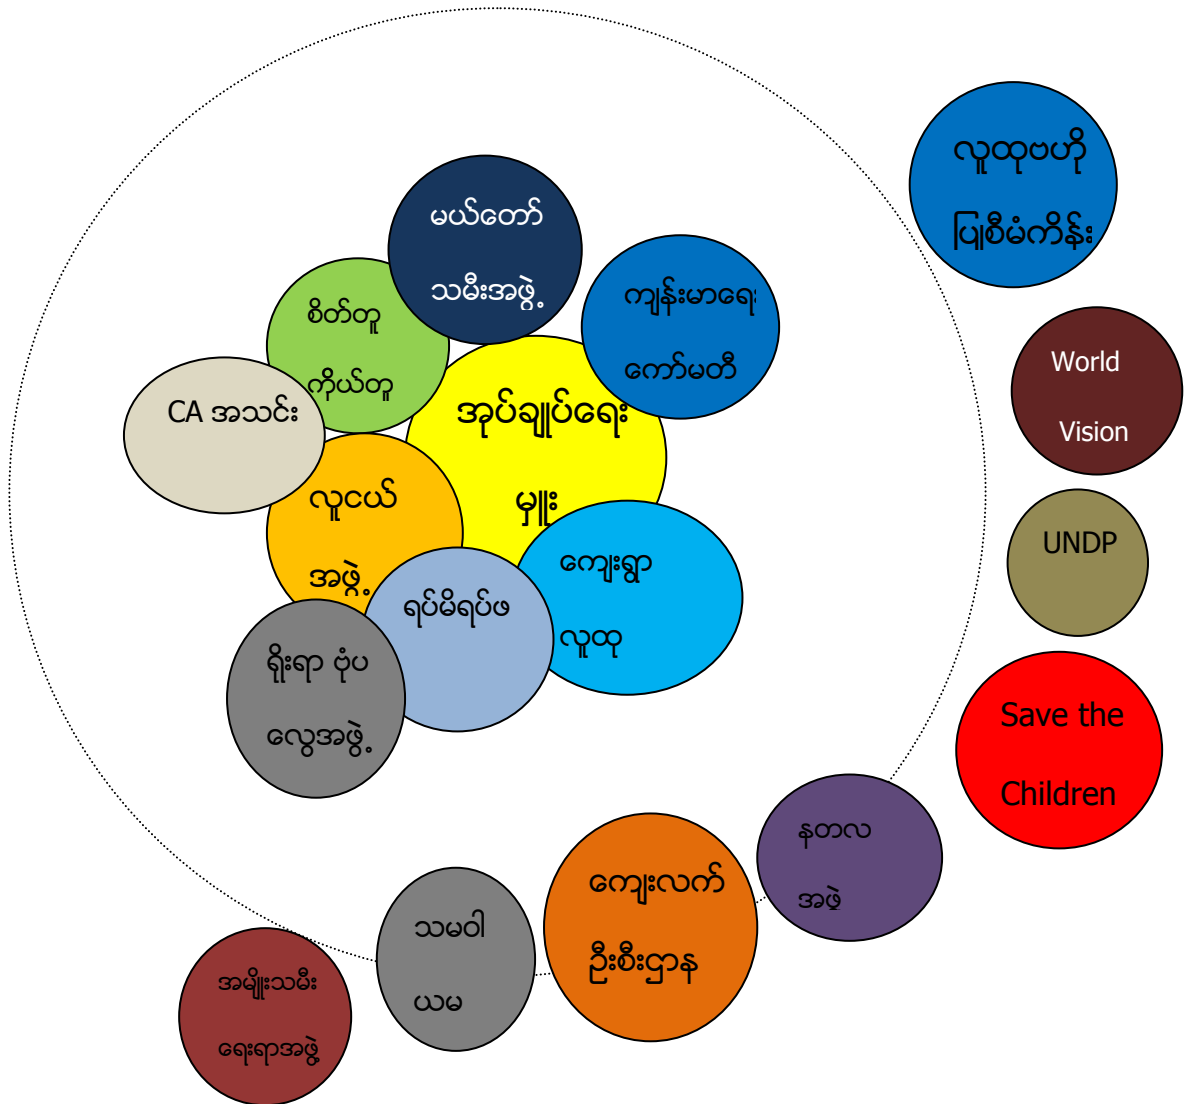 လူထုဗဟို
ပြုစီမံကိန်း
မယ်တော်
သမီးအဖွဲ့
ကျန်းမာရေး
ကော်မတီ
စိတ်တူ
ကိုယ်တူ
World
Vision
CA အသင်း
အုပ်ချုပ်ရေး
မှူး
လူငယ်
အဖွဲ့
UNDP
ကျေးရွာ
လူထု
ရပ်မိရပ်ဖ
ရိုးရာ ဗုံပ
လွေအဖွဲ့
Save the
Children
နတလ
အဖွဲ
ကျေးလက်
ဦးစီးဌာန
သမဝါ
ယမ
အမျိုးသမီး
ရေးရာအဖွဲ့